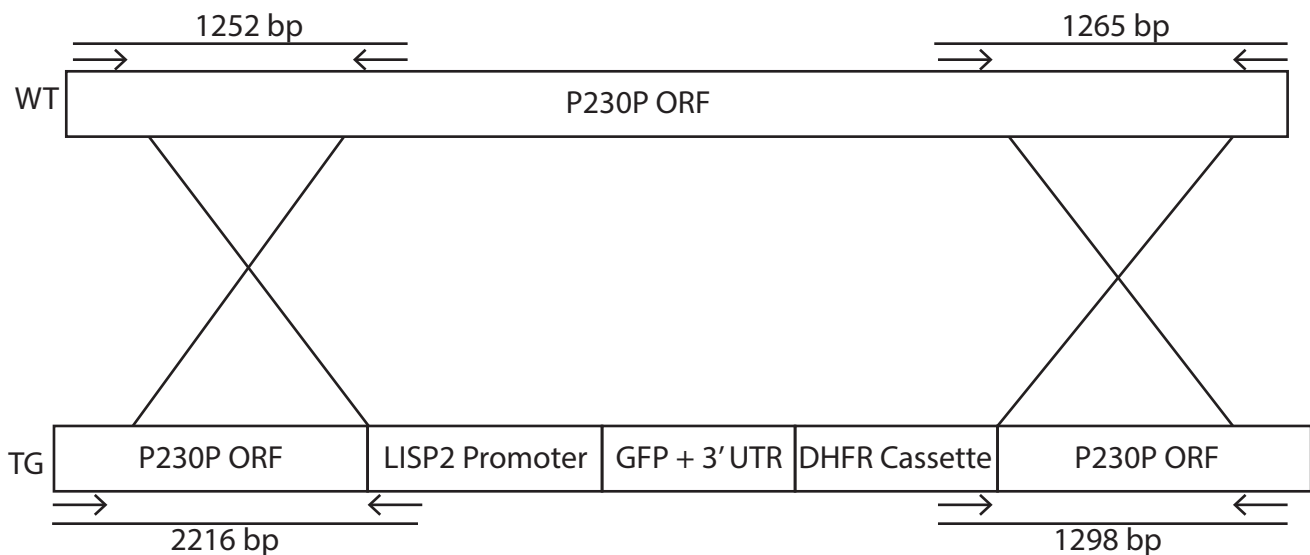 1252 bp
1265 bp
WT
P230P ORF
TG
P230P ORF
LISP2 Promoter
GFP + 3' UTR
DHFR Cassette
P230P ORF
2216 bp
1298 bp